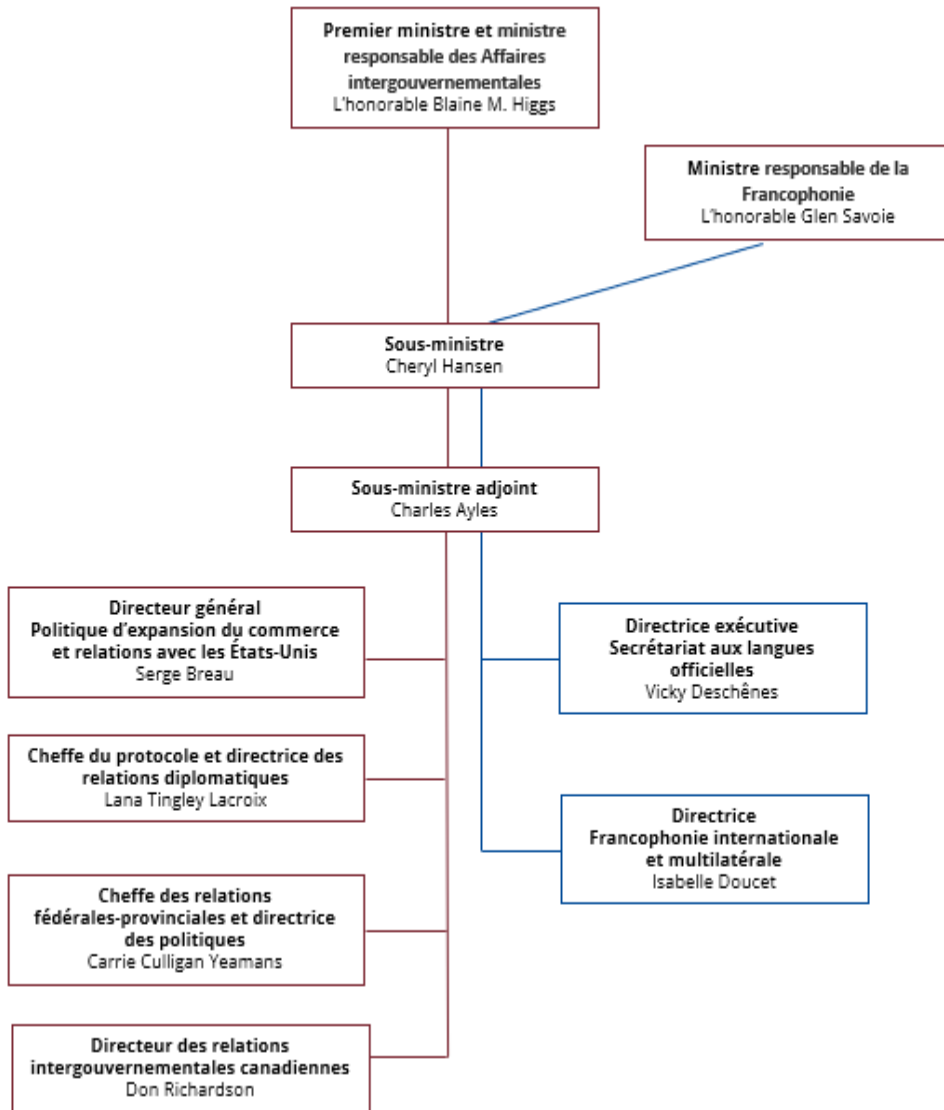 Premier ministre et ministre
responsable des Affaires
intergouvernementales
L'honorable Blaine M. Higgs
Ministre responsable de la
Francophonie
L'honorable Glen Savoie
Sous-ministre
Cheryl Hansen
Sous-ministre adjoint
Charles Ayles
Directeur général
Politique d'expansion du commerce
et relations avec les États-Unis
Serge Breau
Directrice exécutive
Secrétariat aux langues
officielles
Vicky Deschênes
Cheffe du protocole et directrice des
relations diplomatiques
Lana Tingley Lacroix
Directrice
Francophonie internationale
et multilatérale
Isabelle Doucet
Cheffe des relations
fédérales-provinciales et directrice
des politiques
Carrie Culligan Yeamans
Directeur des relations
intergouvernementales canadiennes
Don Richardson